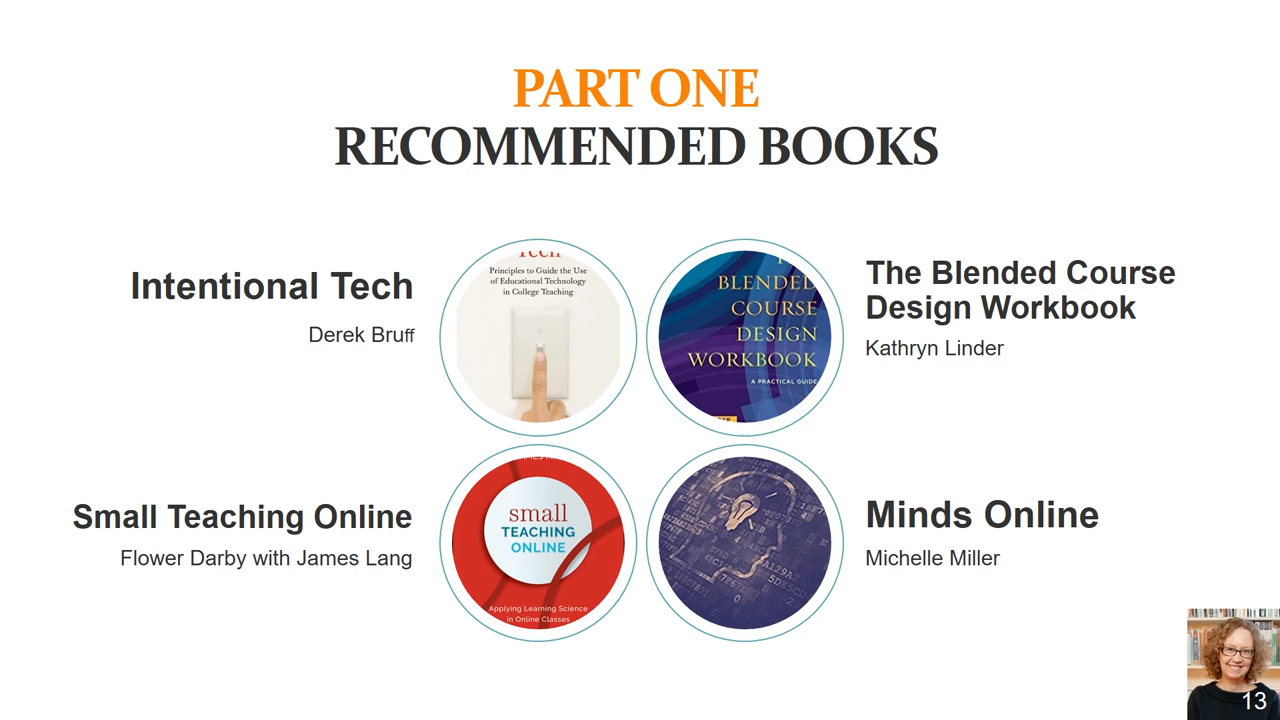 PART ONE
RECOMMENDED BOOKS
Intentional Tech
Derek Bruff
Tech
Principles to Guide the Use
of Educational Technology
in College Teaching
BLENDED
COURSE
DESIGN
WORKBOOK
A PRACTICAL GUIDE
The Blended Course
Design Workbook
Kathryn Linder
Small Teaching Online
Flower Darby with James Lang
small
TEACHING
ONLINE
Applying Learning Science
in Online Classes
Minds Online
Michelle Miller
13